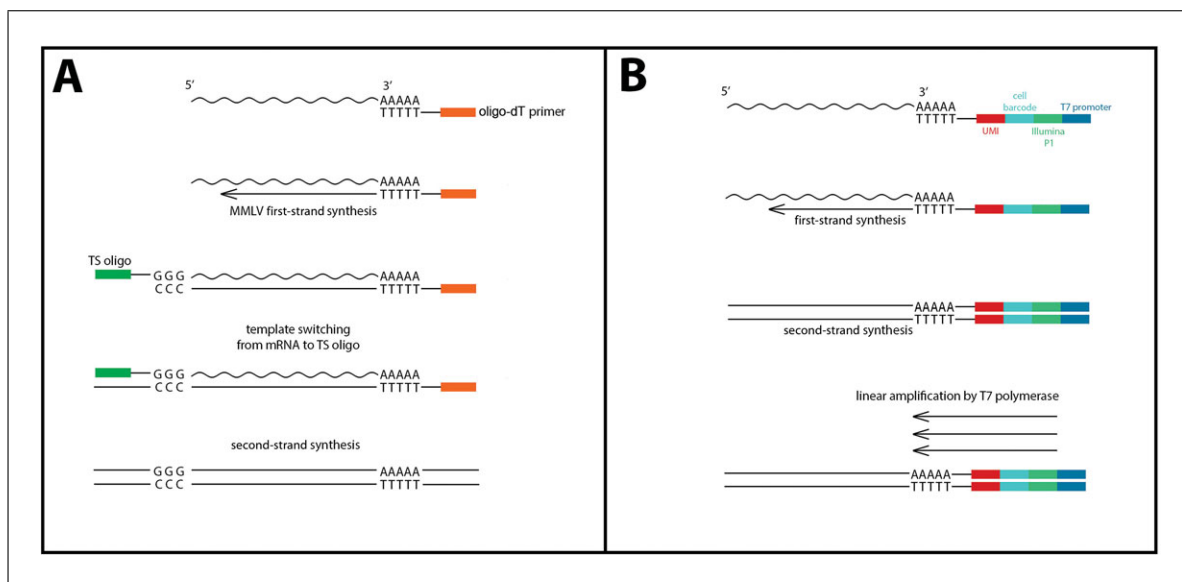 A
5’ 3’
AAAAA
TTTTT
oligo-dT primer
AAAAA
TTTTT
MMLV first-strand synthesis
TS oligo
GGG AAAAA
CCC TTTTT
template switching
from mRNA to TS oligo
GGG AAAAA
CCC TTTTT
second-strand synthesis
GGG AAAAA
CCC TTTTT
B
5’ 3’
cell
barcode
T7 promoter
AAAAA
TTTTT
UMI
Illumina
P1
AAAAA
TTTTT
first-strand synthesis
AAAAA
TTTTT
second-strand synthesis
linear amplification by T7 polymerase
AAAAA
TTTTT